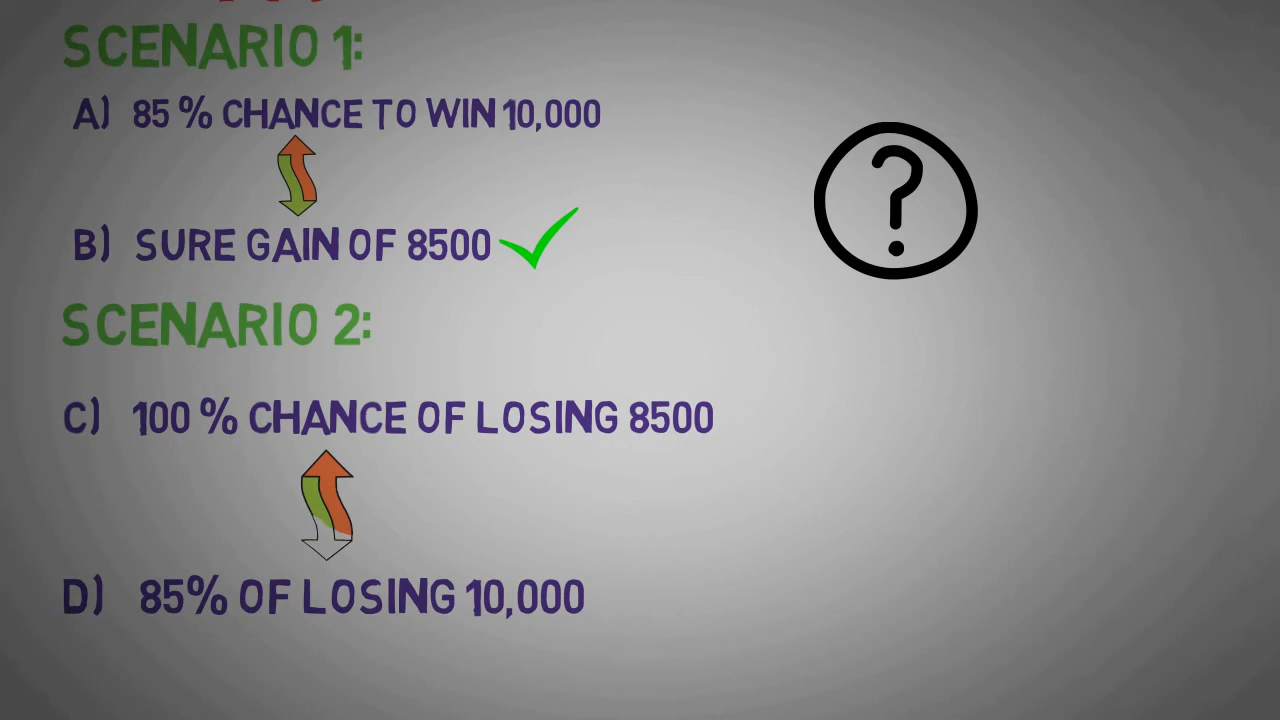 SCENARIO 1:
A) 85 % CHANCE TO WIN 10,000
B) SURE GAIN OF 8500
?
SCENARIO 2:
C) 100 % CHANCE OF LOSING 8500
D) 85% OF LOSING 10,000